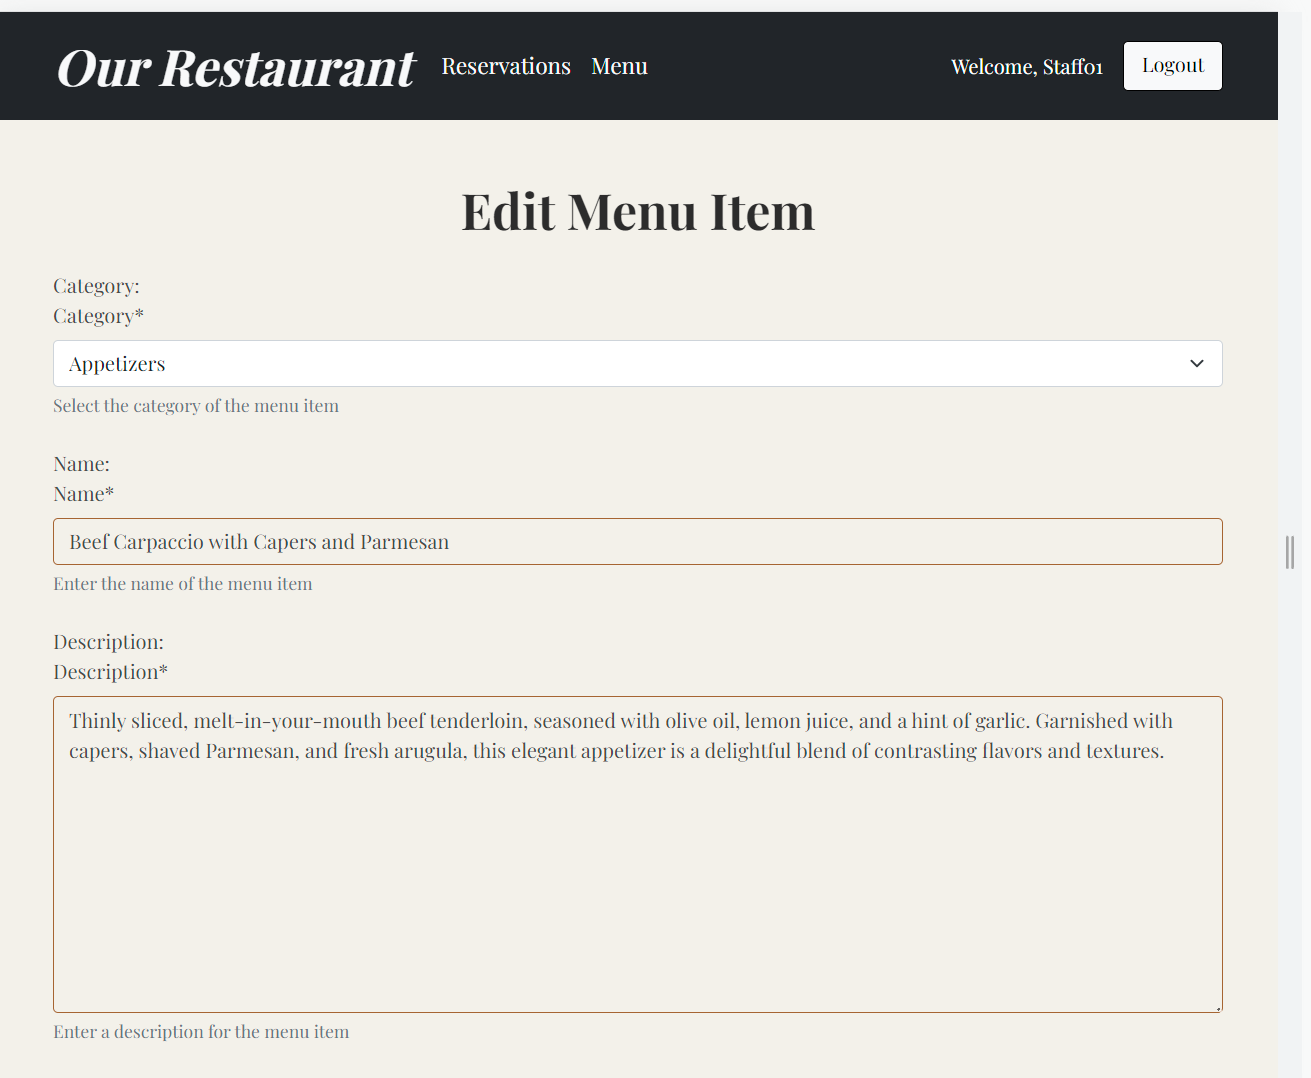 Our Restaurant Reservations Menu Welcome, Staff01 Logout
Edit Menu Item
Category:
Category*
Appetizers
Select the category of the menu item
Name:
Name*
Beef Carpaccio with Capers and Parmesan
Enter the name of the menu item
Description:
Description*
Thinly sliced, melt-in-your-mouth beef tenderloin, seasoned with olive oil, lemon juice, and a hint of garlic. Garnished with
capers, shaved Parmesan, and fresh arugula, this elegant appetizer is a delightful blend of contrasting flavors and textures.
Enter a description for the menu item